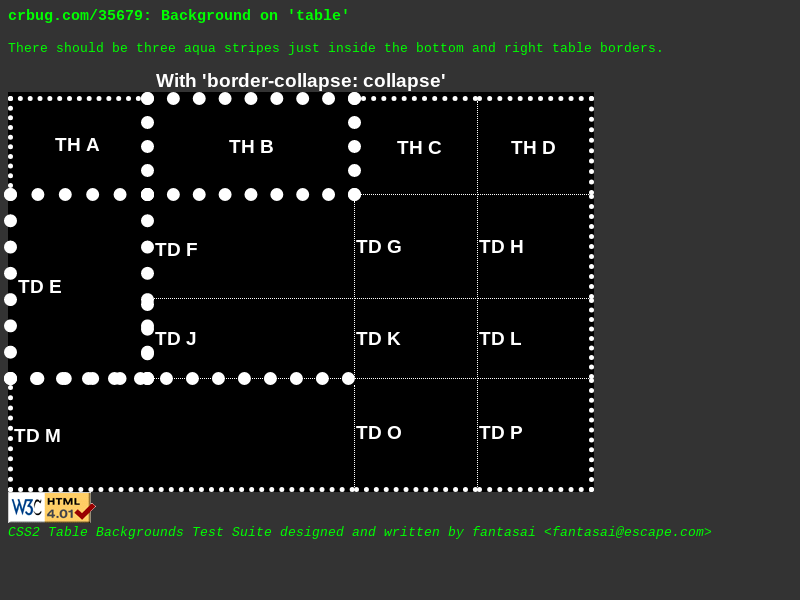 crbug.com/35679: Background on 'table'
There should be three aqua stripes just inside the bottom and right table borders.
With 'border-collapse: collapse'
TH A TH B TH C TH D
TD E TD F TD G TD H
TD J TD K TD L
TD M TD O TD P
W3C HTML 4.01
CSS2 Table Backgrounds Test Suite designed and written by fantasai <fantasai@escape.com>